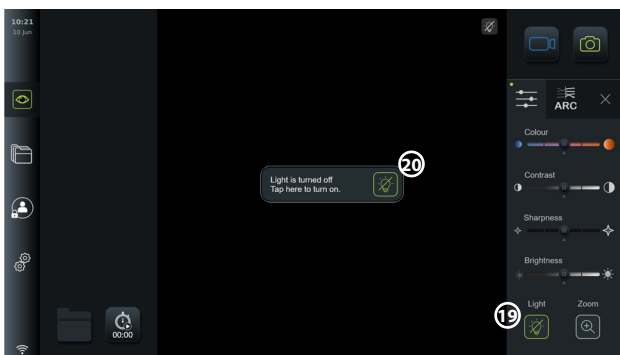 10:21
10 Jun
ARC
Colour
20
Light is turned off
Tap here to turn on.
Contrast
Sharpness
Brightness
19
Light
Zoom
00:00